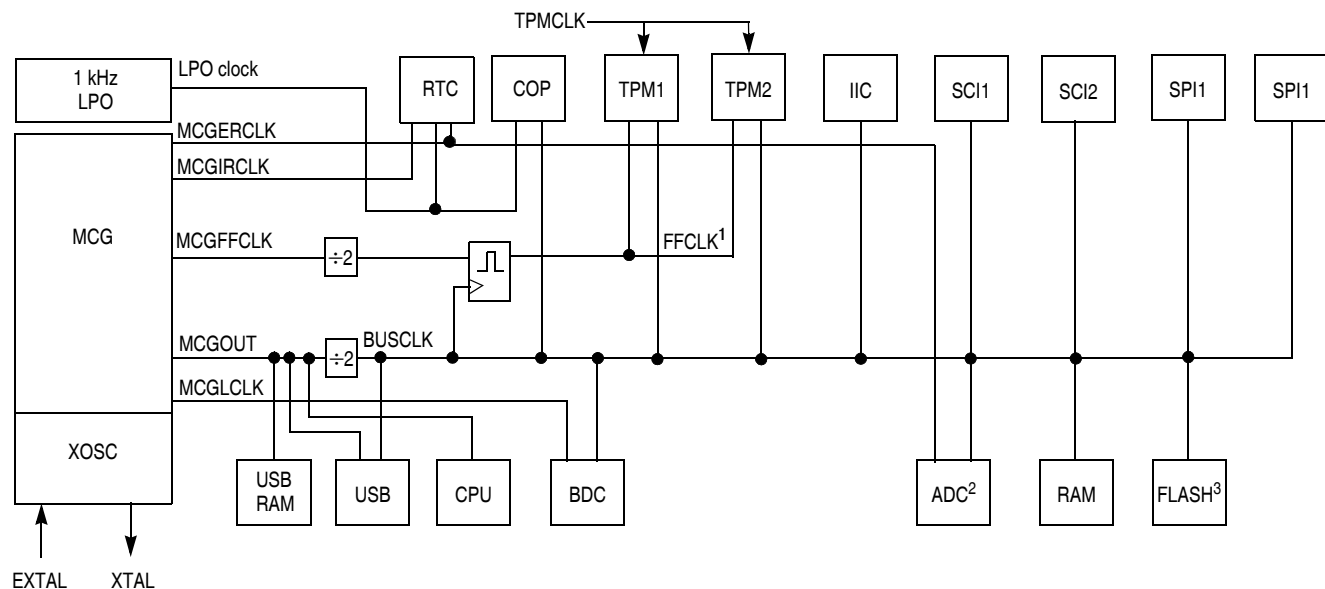 TPMCLK
1 kHz
LPO
LPO clock
RTC
COP
TPM1
TPM2
IIC
SCI1
SCI2
SPI1
SPI1
MCGERCLK
MCGIRCLK
MCG
MCGFFCLK
÷2
FFCLK¹
MCGOUT
÷2
BUSCLK
MCGLCLK
XOSC
USB
RAM
USB
CPU
BDC
ADC²
RAM
FLASH³
EXTAL
XTAL